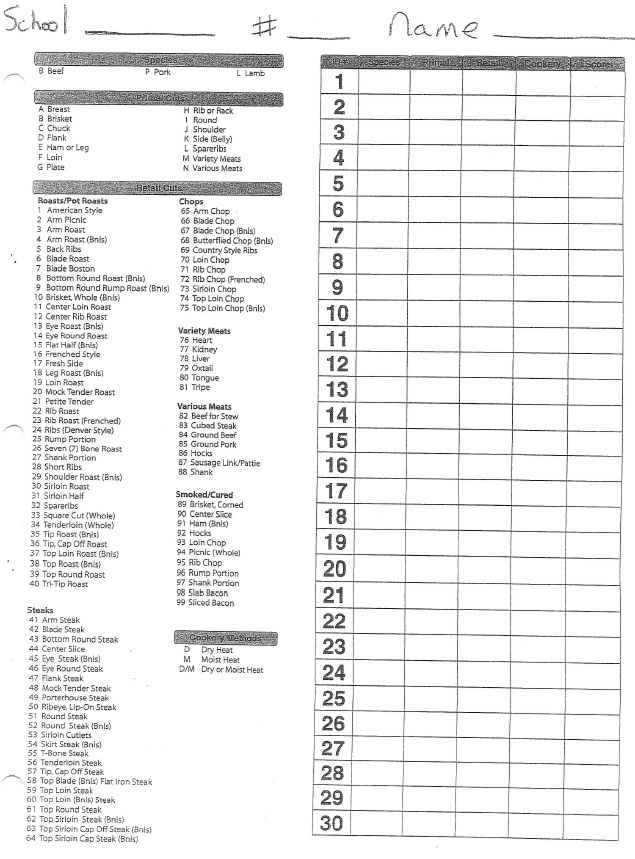 School # Name
Species
B Beef P Pork L Lamb
Primal Cuts
A Breast
B Brisket
C Chuck
D Flank
E Ham or Leg
F Loin
G Plate
H Rib or Rack
I Round
J Shoulder
K Side (Belly)
L Spareribs
M Variety Meats
N Various Meats
Retail Cuts
Roasts/Pot Roasts
1 American Style
2 Arm Picnic
3 Arm Roast
4 Arm Roast (Bnls)
5 Back Ribs
6 Blade Roast
7 Blade Boston
8 Bottom Round Roast (Bnls)
9 Bottom Round Rump Roast (Bnls)
10 Brisket, Whole (Bnls)
11 Center Loin Roast
12 Center Rib Roast
13 Eye Roast (Bnls)
14 Eye Round Roast
15 Flat Half (Bnls)
16 Frenched Style
17 Fresh Side
18 Leg Roast (Bnls)
19 Loin Roast
20 Mock Tender Roast
21 Petite Tender
22 Rib Roast
23 Rib Roast (Frenched)
24 Ribs (Denver Style)
25 Rump Portion
26 Seven (7) Bone Roast
27 Shank Portion
28 Short Ribs
29 Shoulder Roast (Bnls)
30 Sirloin Roast
31 Sirloin Half
32 Spareribs
33 Square Cut (Whole)
34 Tenderloin (Whole)
35 Tip Roast (Bnls)
36 Tip, Cap Off Roast
37 Top Loin Roast (Bnls)
38 Top Roast (Bnls)
39 Top Round Roast
40 Tri-Tip Roast
Steaks
41 Arm Steak
42 Blade Steak
43 Bottom Round Steak
44 Center Slice
45 Eye Steak (Bnls)
46 Eye Round Steak
47 Flank Steak
48 Mock Tender Steak
49 Porterhouse Steak
50 Ribeye, Lip-On Steak
51 Round Steak
52 Round Steak (Bnls)
53 Sirloin Cutlets
54 Skirt Steak (Bnls)
55 T-Bone Steak
56 Tenderloin Steak
57 Tip, Cap Off Steak
58 Top Blade (Bnls) Flat Iron Steak
59 Top Loin Steak
60 Top Loin (Bnls) Steak
61 Top Round Steak
62 Top Sirloin Steak (Bnls)
63 Top Sirloin Cap Off Steak (Bnls)
64 Top Sirloin Cap Steak (Bnls)
Chops
65 Arm Chop
66 Blade Chop
67 Blade Chop (Bnls)
68 Butterflied Chop (Bnls)
69 Country Style Ribs
70 Loin Chop
71 Rib Chop
72 Rib Chop (Frenched)
73 Sirloin Chop
74 Top Loin Chop
75 Top Loin Chop (Bnls)
Variety Meats
76 Heart
77 Kidney
78 Liver
79 Oxtail
80 Tongue
81 Tripe
Various Meats
82 Beef for Stew
83 Cubed Steak
84 Ground Beef
85 Ground Pork
86 Hocks
87 Sausage Link/Pattie
88 Shank
Smoked/Cured
89 Brisket, Corned
90 Center Slice
91 Ham (Bnls)
92 Hocks
93 Loin Chop
94 Picnic (Whole)
95 Rib Chop
96 Rump Portion
97 Shank Portion
98 Slab Bacon
99 Sliced Bacon
Cookery Methods
D Dry Heat
M Moist Heat
D/M Dry or Moist Heat
Species Primals Retail Cookery Score
1
2
3
4
5
6
7
8
9
10
11
12
13
14
15
16
17
18
19
20
21
22
23
24
25
26
27
28
29
30